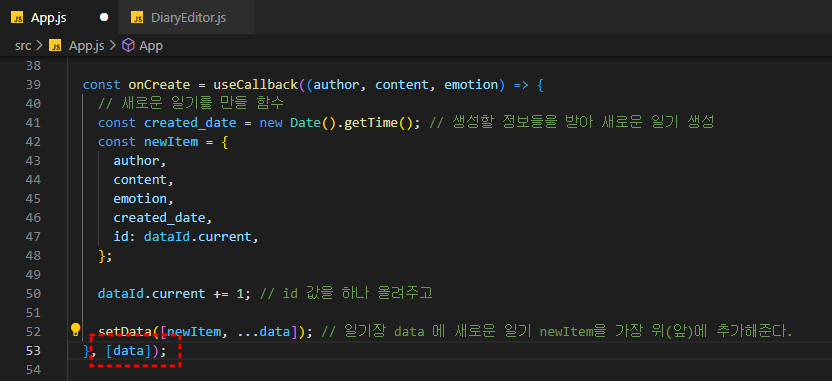 JS App.js
JS DiaryEditor.js
src > JS App.js > App
38
39 const onCreate = useCallback((author, content, emotion) => {
40 // 새로운 일기를 만들 함수
41 const created_date = new Date().getTime(); // 생성할 정보들을 받아 새로운 일기 생성
42 const newItem = {
43 author,
44 content,
45 emotion,
46 created_date,
47 id: dataId.current,
48 };
49
50 dataId.current += 1; // id 값을 하나 올려주고
51
52 setData([newItem, ...data]); // 일기장 data 에 새로운 일기 newItem을 가장 위(앞)에 추가해준다.
53 }, [data]);
54